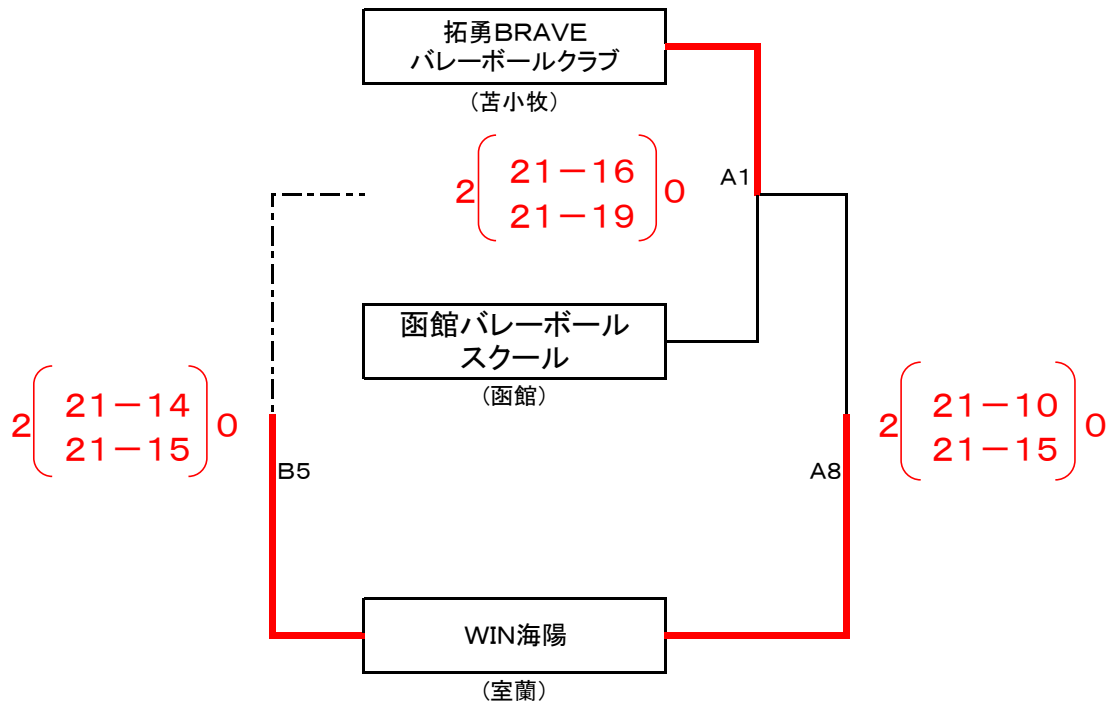 拓勇BRAVE
バレーボールクラブ
（苫小牧）
2 21－16 0
21－19
A1
函館バレーボール
スクール
（函館）
2 21－14 0
21－15
B5
2 21－10 0
21－15
A8
WIN海陽
（室蘭）